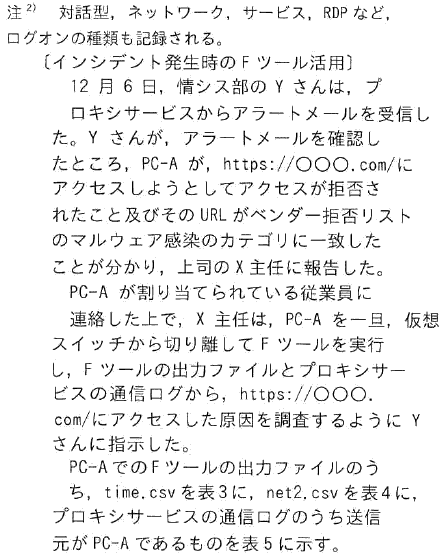 注 2) 対話型，ネットワーク，サービス，RDP など，
ログオンの種類も記録される。
〔インシデント発生時のＦツール活用〕
12 月 6 日，情シス部の Y さんは，プ
ロキシサービスからアラートメールを受信し
た。Y さんが，アラートメールを確認し
たところ，PC-A が，https://〇〇〇.com/に
アクセスしようとしてアクセスが拒否さ
れたこと及びその URL がベンダー拒否リスト
のマルウェア感染のカテゴリに一致した
ことが分かり，上司の X 主任に報告した。
PC-A が割り当てられている従業員に
連絡した上で，X 主任は，PC-A を一旦，仮想
スイッチから切り離して F ツールを実行
し，F ツールの出力ファイルとプロキシサー
ビスの通信ログから，https://〇〇〇.
com/にアクセスした原因を調査するように Y
さんに指示した。
PC-A での F ツールの出力ファイルのう
ち，time.csv を表3に，net2.csv を表4に，
プロキシサービスの通信ログのうち送信
元が PC-A であるものを表 5 に示す。